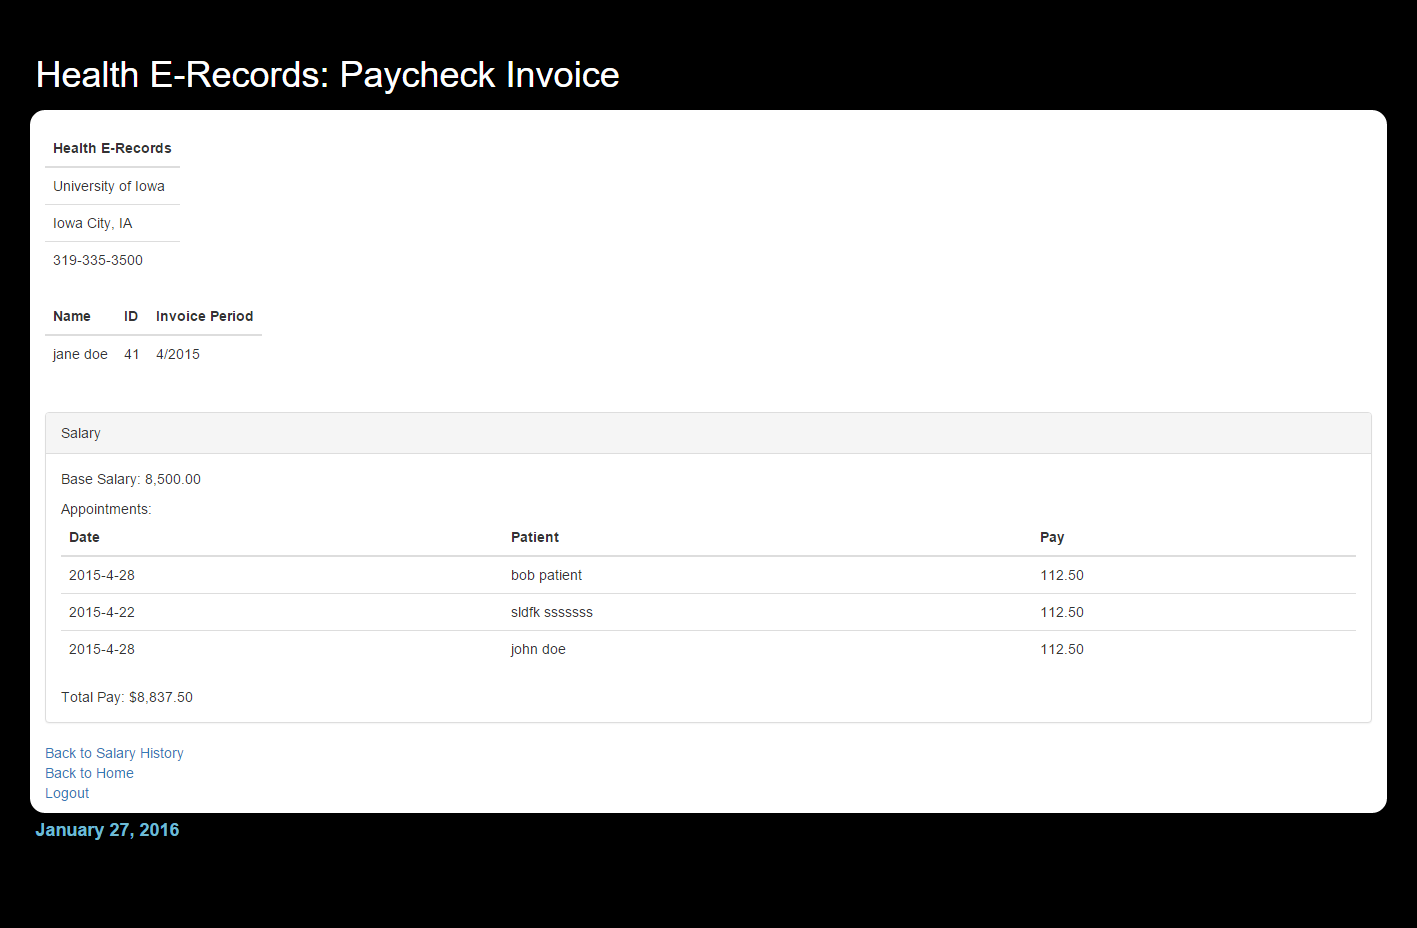 Health E-Records: Paycheck Invoice
Health E-Records
University of Iowa
Iowa City, IA
319-335-3500
Name ID Invoice Period
jane doe 41 4/2015
Salary
Base Salary: 8,500.00
Appointments:
Date Patient Pay
2015-4-28 bob patient 112.50
2015-4-22 sldfk sssssss 112.50
2015-4-28 john doe 112.50
Total Pay: $8,837.50
Back to Salary History
Back to Home
Logout
January 27, 2016